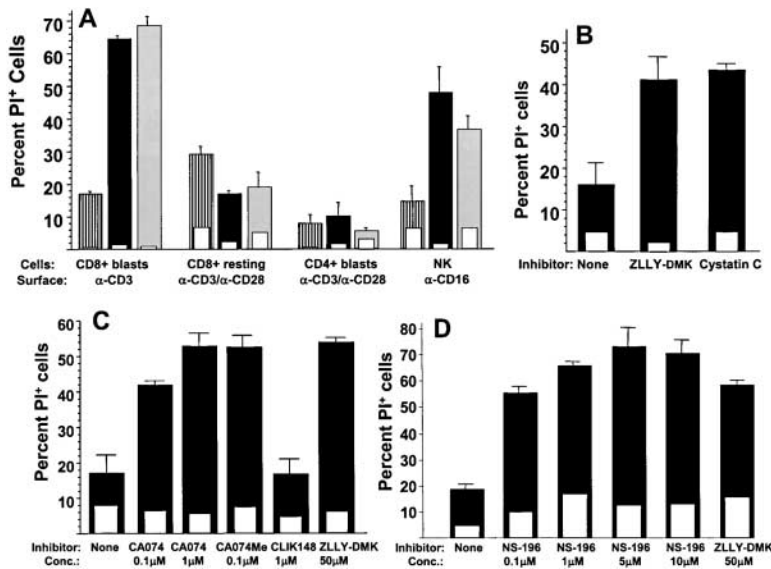 A
Percent PI+ Cells
70
60
50
40
30
20
10
Cells: CD8+ blasts CD8+ resting CD4+ blasts NK
Surface: α-CD3 α-CD3/α-CD28 α-CD3/α-CD28 α-CD16
B
Percent PI+ cells
50
40
30
20
10
Inhibitor: None ZLLY-DMK Cystatin C
C
Percent PI+ cells
60
50
40
30
20
10
Inhibitor: None CA074 CA074 CA074Me CLIK148 ZLLY-DMK
Conc.: 0.1μM 1μM 0.1μM 1μM 50μM
D
Percent PI+ cells
80
70
60
50
40
30
20
10
Inhibitor: None NS-196 NS-196 NS-196 NS-196 ZLLY-DMK
Conc.: 0.1μM 1μM 5μM 10μM 50μM